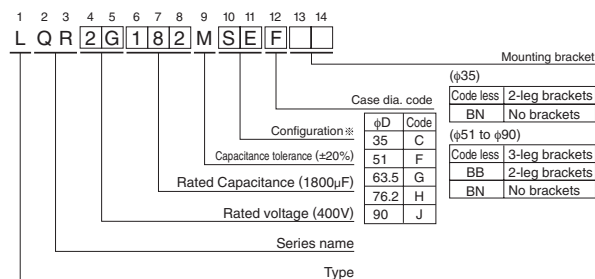 1 2 3 4 5 6 7 8 9 10 11 12 13 14
L Q R 2 G 1 8 2 M S E F
Mounting bracket
(ϕ35)
Code less 2-leg brackets
BN No brackets
(ϕ51 to ϕ90)
Code less 3-leg brackets
BB 2-leg brackets
BN No brackets
Case dia. code
ϕD Code
35 C
51 F
63.5 G
76.2 H
90 J
Configuration※
Capacitance tolerance (±20%)
Rated Capacitance (1800µF)
Rated voltage (400V)
Series name
Type